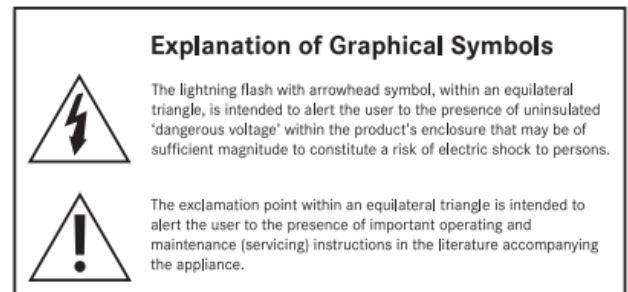 Explanation of Graphical Symbols
The lightning flash with arrowhead symbol, within an equilateral
triangle, is intended to alert the user to the presence of uninsulated
‘dangerous voltage’ within the product's enclosure that may be of
sufficient magnitude to constitute a risk of electric shock to persons.
The exclamation point within an equilateral triangle is intended to
alert the user to the presence of important operating and
maintenance (servicing) instructions in the literature accompanying
the appliance.